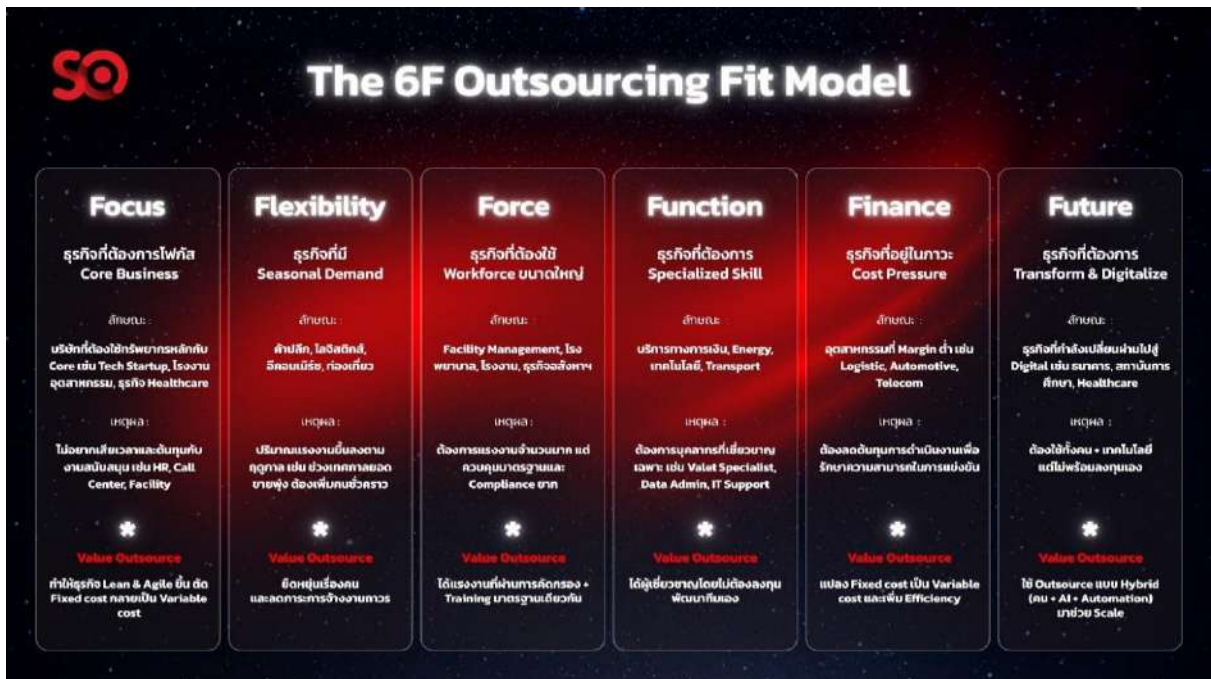 SO
The 6F Outsourcing Fit Model
Focus
ธุรกิจที่ต้องการโฟกัส
Core Business
ลักษณะ :
บริษัทที่ต้องใช้ทรัพยากรหลักกับ
Core เช่น Tech Startup, โรงงาน
อุตสาหกรรม, ธุรกิจ Healthcare
เหตุผล :
ไม่อยากเสียเวลาและต้นทุนกับ
งานสนับสนุน เช่น HR, Call
Center, Facility
*
Value Outsource
ทำให้ธุรกิจ Lean & Agile ขึ้น ตัด
Fixed cost กลายเป็น Variable
cost
Flexibility
ธุรกิจที่มี
Seasonal Demand
ลักษณะ :
ค้าปลีก, โลจิสติกส์,
อีคอมเมิร์ซ, ท่องเที่ยว
เหตุผล :
ปริมาณแรงงานขึ้นลงตาม
ฤดูกาล เช่น ช่วงเทศกาลยอด
ขายพุ่ง ต้องเพิ่มคนชั่วคราว
*
Value Outsource
ยืดหยุ่นเรื่องคน
และลดภาระการจ้างงานถาวร
Force
ธุรกิจที่ต้องใช้
Workforce ขนาดใหญ่
ลักษณะ :
Facility Management, โรง
พยาบาล, โรงงาน, ธุรกิจอสังหาฯ
เหตุผล :
ต้องการแรงงานจำนวนมาก แต่
ควบคุมมาตรฐานและ
Compliance ยาก
*
Value Outsource
ได้แรงงานที่ผ่านการคัดกรอง +
Training มาตรฐานเดียวกัน
Function
ธุรกิจที่ต้องการ
Specialized Skill
ลักษณะ
บริการทางการเงิน, Energy,
เทคโนโลยี, Transport
เหตุผล :
ต้องการบุคลากรที่เชี่ยวชาญ
เฉพาะ เช่น Valet Specialist,
Data Admin, IT Support
*
Value Outsource
ได้ผู้เชี่ยวชาญโดยไม่ต้องลงทุน
พัฒนาทีมเอง
Finance
ธุรกิจที่อยู่ในภาวะ
Cost Pressure
ลักษณะ :
อุตสาหกรรมที่ Margin ต่ำ เช่น
Logistic, Automotive,
Telecom
เหตุผล :
ต้องลดต้นทุนการดำเนินงานเพื่อ
รักษาความสามารถในการแข่งขัน
*
Value Outsource
แปลง Fixed cost เป็น Variable
cost และเพิ่ม Efficiency
Future
ธุรกิจที่ต้องการ
Transform & Digitalize
ลักษณะ :
ธุรกิจที่กำลังเปลี่ยนผ่านไปสู่
Digital เช่น ธนาคาร, สถาบันการ
ศึกษา, Healthcare
เหตุผล :
ต้องใช้ทั้งคน + เทคโนโลยี
แต่ไม่พร้อมลงทุนเอง
*
Value Outsource
ใช้ Outsource แบบ Hybrid
(คน + AI + Automation)
มาช่วย Scale